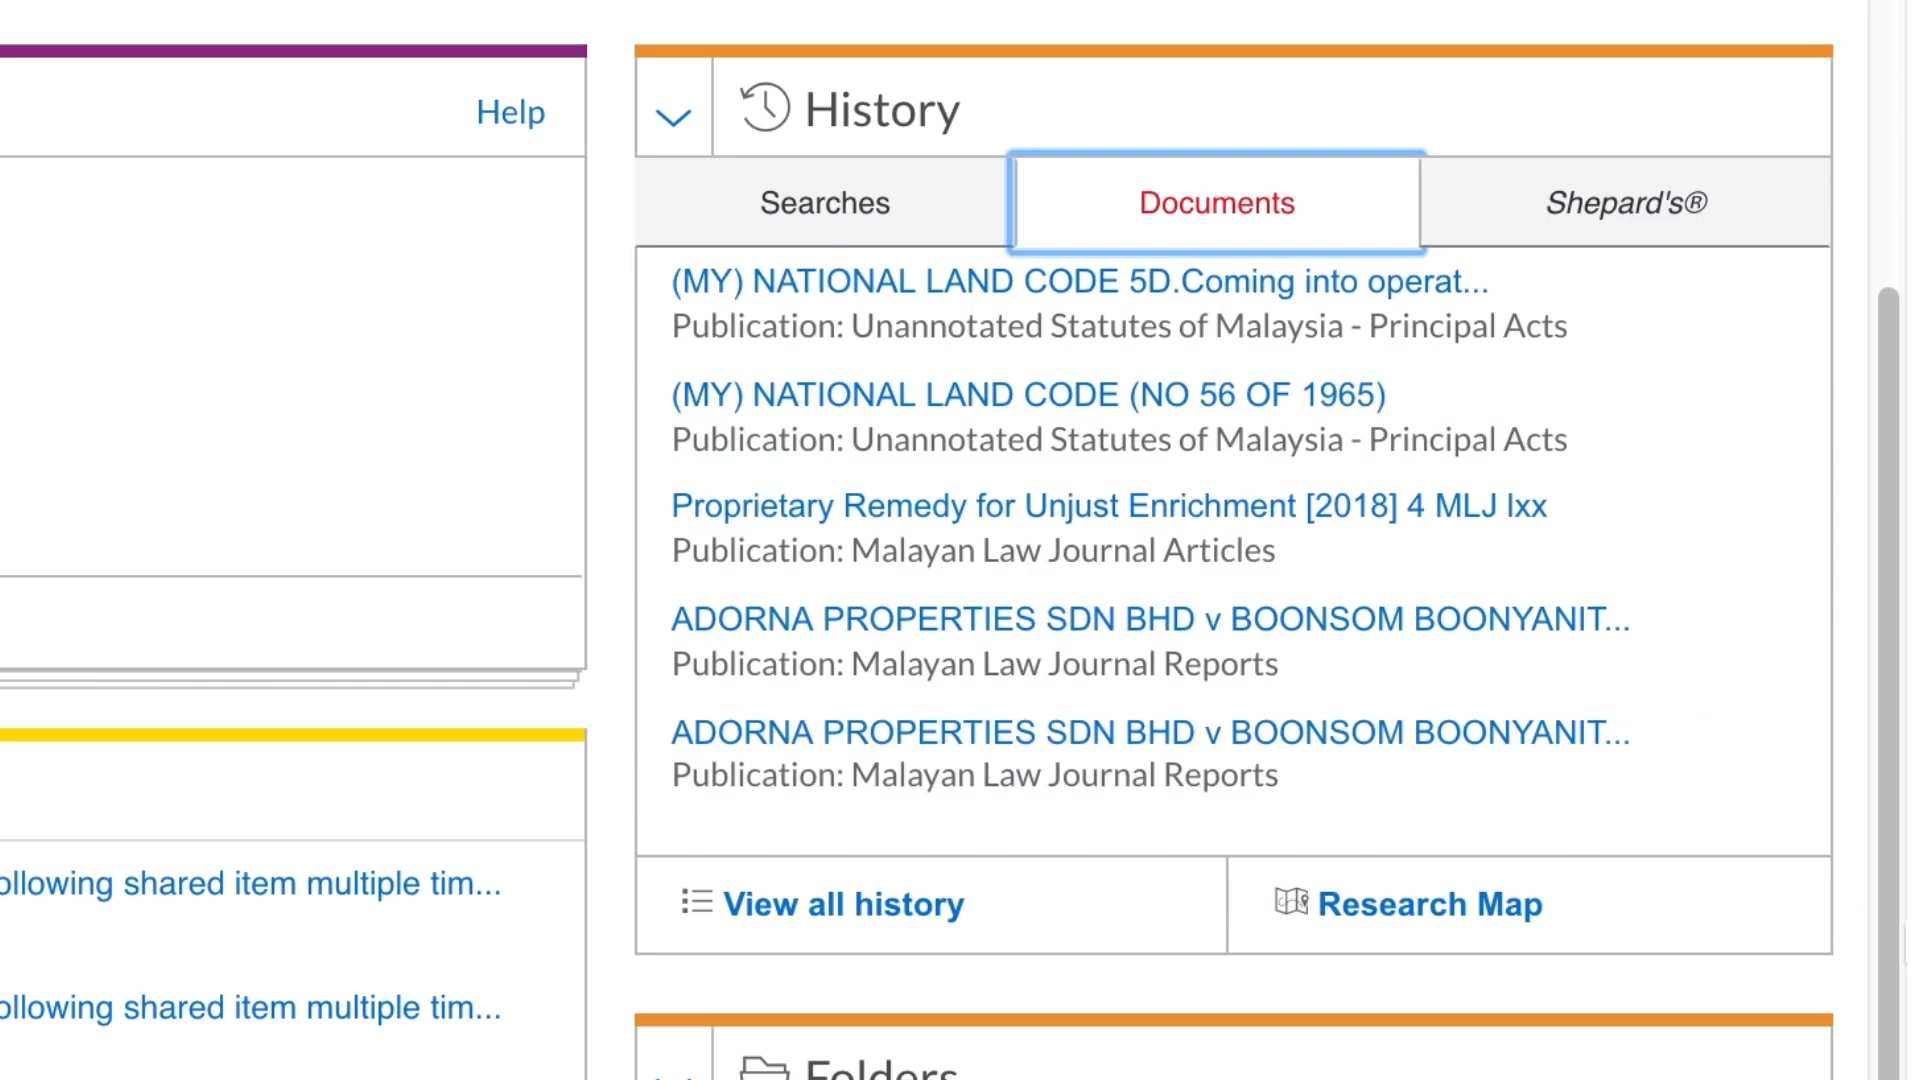 Help
History
Searches
Documents
Shepard's®
(MY) NATIONAL LAND CODE 5D.Coming into operat...
Publication: Unannotated Statutes of Malaysia - Principal Acts
(MY) NATIONAL LAND CODE (NO 56 OF 1965)
Publication: Unannotated Statutes of Malaysia - Principal Acts
Proprietary Remedy for Unjust Enrichment [2018] 4 MLJ lxx
Publication: Malayan Law Journal Articles
ADORNA PROPERTIES SDN BHD v BOONSOM BOONYANIT...
Publication: Malayan Law Journal Reports
ADORNA PROPERTIES SDN BHD v BOONSOM BOONYANIT...
Publication: Malayan Law Journal Reports
View all history
Research Map
ollowing shared item multiple tim...
ollowing shared item multiple tim...
Folders